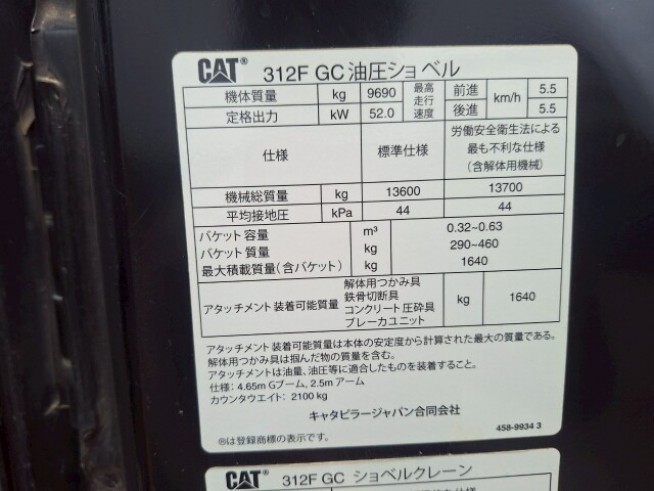 CAT® 312F GC 油圧ショベル
機体質量 kg 9690 最高走行速度 前進 km/h 5.5
定格出力 kW 52.0 後進 5.5
仕様 標準仕様 労働安全衛生法による
最も不利な仕様
(含解体用機械)
機械総質量 kg 13600 13700
平均接地圧 kPa 44 44
バケット容量 m³ 0.32~0.63
バケット質量 kg 290~460
最大積載質量(含バケット) kg 1640
アタッチメント装着可能質量 解体用つかみ具 kg 1640
鉄骨切断具
コンクリート圧砕具
ブレーカユニット
アタッチメント装着可能質量は本体の安定度から計算された最大の質量である。
解体用つかみ具は掴んだ物の質量を含む。
アタッチメントは油量、油圧等に適合したものを装着すること。
仕様: 4.65m Gブーム, 2.5m アーム
カウンタウエイト: 2100 kg
キャタピラージャパン合同会社
®は登録商標の表示です。 458-9934 3
CAT® 312F GC ショベルクレーン